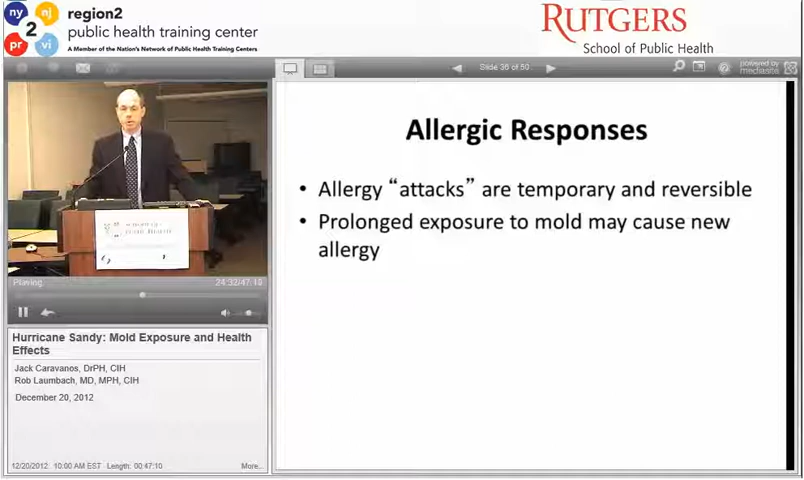 ny
nj
2
pr
vi
region2
public health training center
A Member of the Nation's Network of Public Health Training Centers
RUTGERS
School of Public Health
Slide 36 of 50
powered by
mediasite
Allergic Responses
• Allergy “attacks” are temporary and reversible
• Prolonged exposure to mold may cause new
allergy
Playing
24:32/47:10
Hurricane Sandy: Mold Exposure and Health
Effects
Jack Caravanos, DrPH, CIH
Rob Laumbach, MD, MPH, CIH
December 20, 2012
12/20/2012 10:00 AM EST Length: 00:47:10
More...